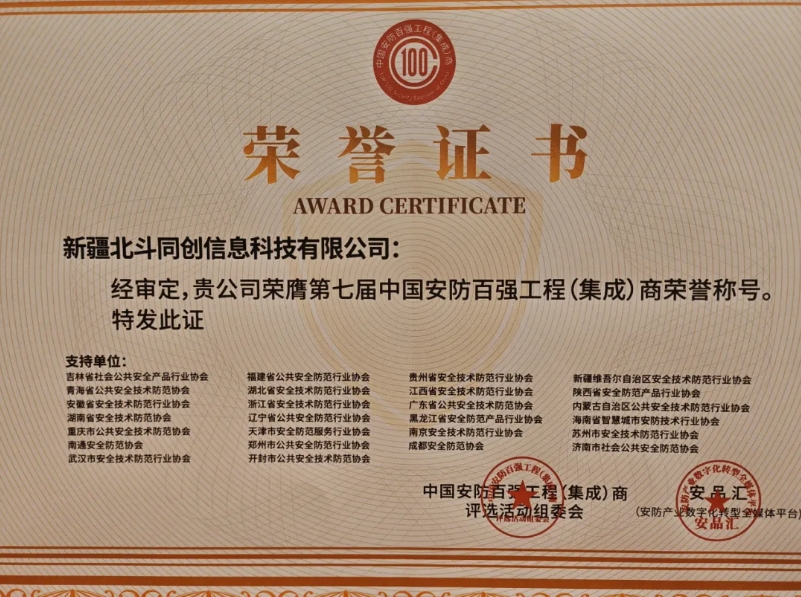 中国安防百强工程(集成)商
100
荣誉证书
AWARD CERTIFICATE
新疆北斗同创信息科技有限公司：
经审定，贵公司荣膺第七届中国安防百强工程（集成）商荣誉称号。
特发此证
支持单位：
吉林省社会公共安全产品行业协会 福建省公共安全防范行业协会 贵州省安全技术防范行业协会 新疆维吾尔自治区安全技术防范行业协会
青海省公共安全技术防范协会 湖北省安全技术防范行业协会 江西省安全技术防范行业协会 陕西省安全防范产品行业协会
安徽省安全技术防范行业协会 浙江省安全技术防范行业协会 广东省公共安全技术防范协会 内蒙古自治区公共安全技术防范行业协会
湖南省安全技术防范协会 辽宁省公共安全防范行业协会 黑龙江省安全防范产品行业协会 海南省智慧城市安防技术行业协会
重庆市公共安全技术防范协会 天津市安全防范服务行业协会 南京安全技术防范行业协会 苏州市安全技术防范行业协会
南通安全防范协会 郑州市公共安全防范行业协会 成都安全防范协会 济南市社会公共安全防范协会
武汉市安全技术防范行业协会 开封市公共安全技术防范协会
中国安防百强工程（集成）商 安品汇
评选活动组委会 （安防产业数字化转型全媒体平台）
安品汇